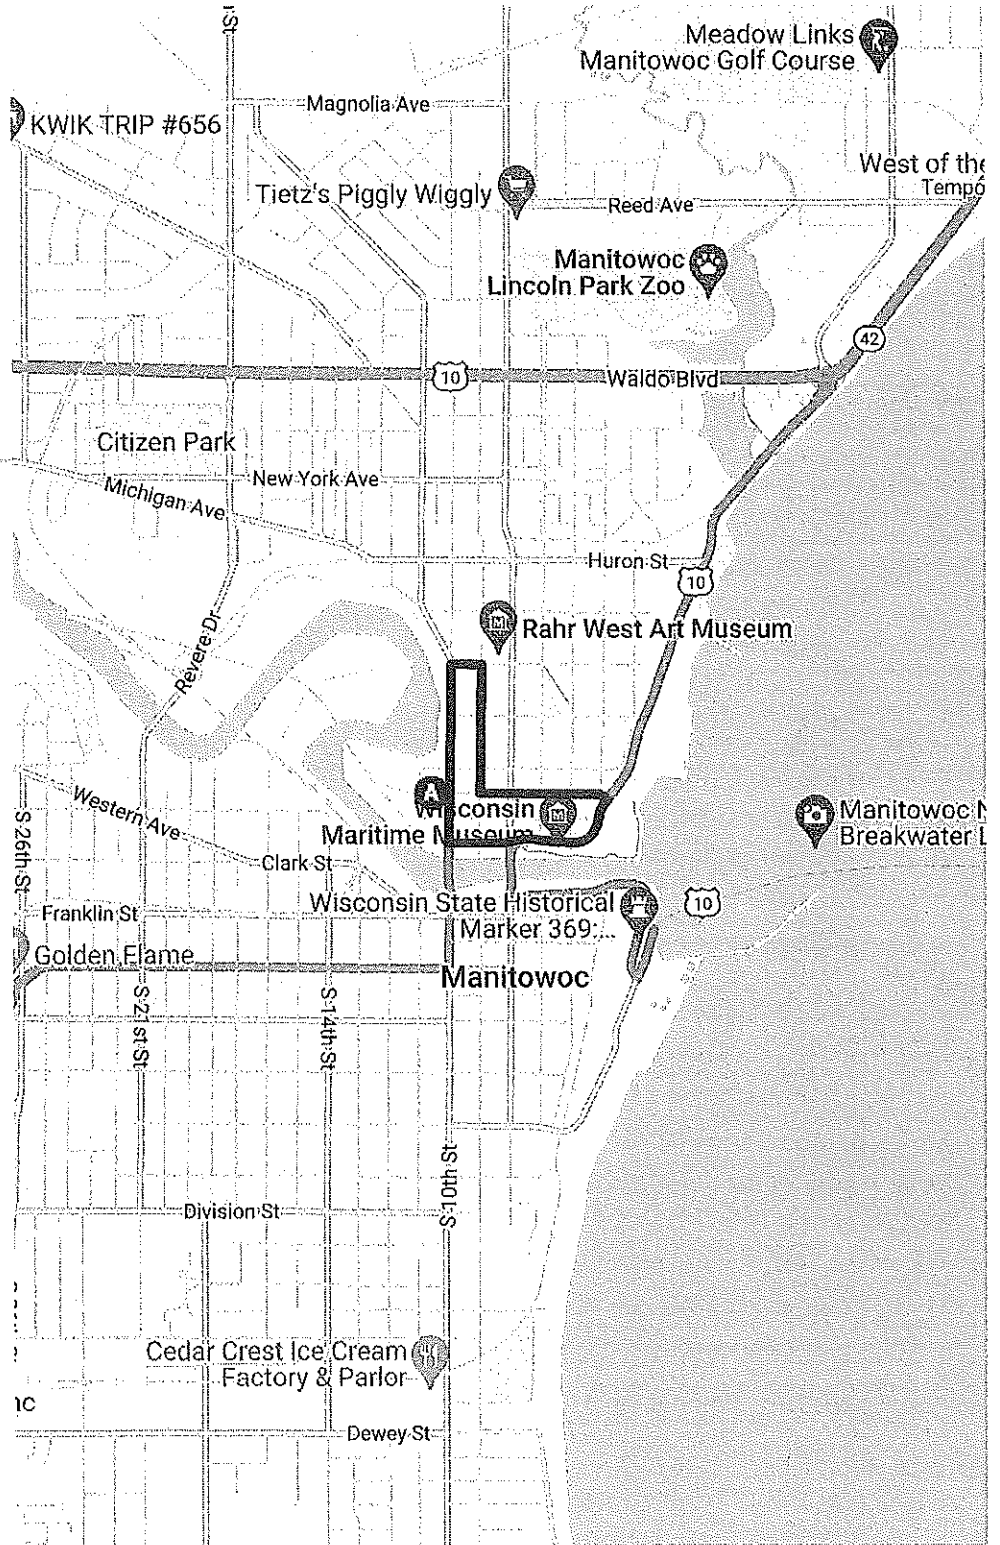 Meadow Links
Manitowoc Golf Course
Magnolia Ave
KWIK TRIP #656
West of the
Tempo
Tietz's Piggly Wiggly
Reed Ave
Manitowoc
Lincoln Park Zoo
42
10
Waldo Blvd
Citizen Park
New York Ave
Michigan Ave
Huron St
10
Revere Dr
Rahr West Art Museum
A
Wisconsin
Maritime Museum
Manitowoc N
Breakwater L
Western Ave
S 26th St
Clark St
Wisconsin State Historical
Marker 369:...
10
Franklin St
Golden Flame
Manitowoc
S 21st St
S 14th St
S 10th St
Division St
Cedar Crest Ice Cream
Factory & Parlor
Dewey St